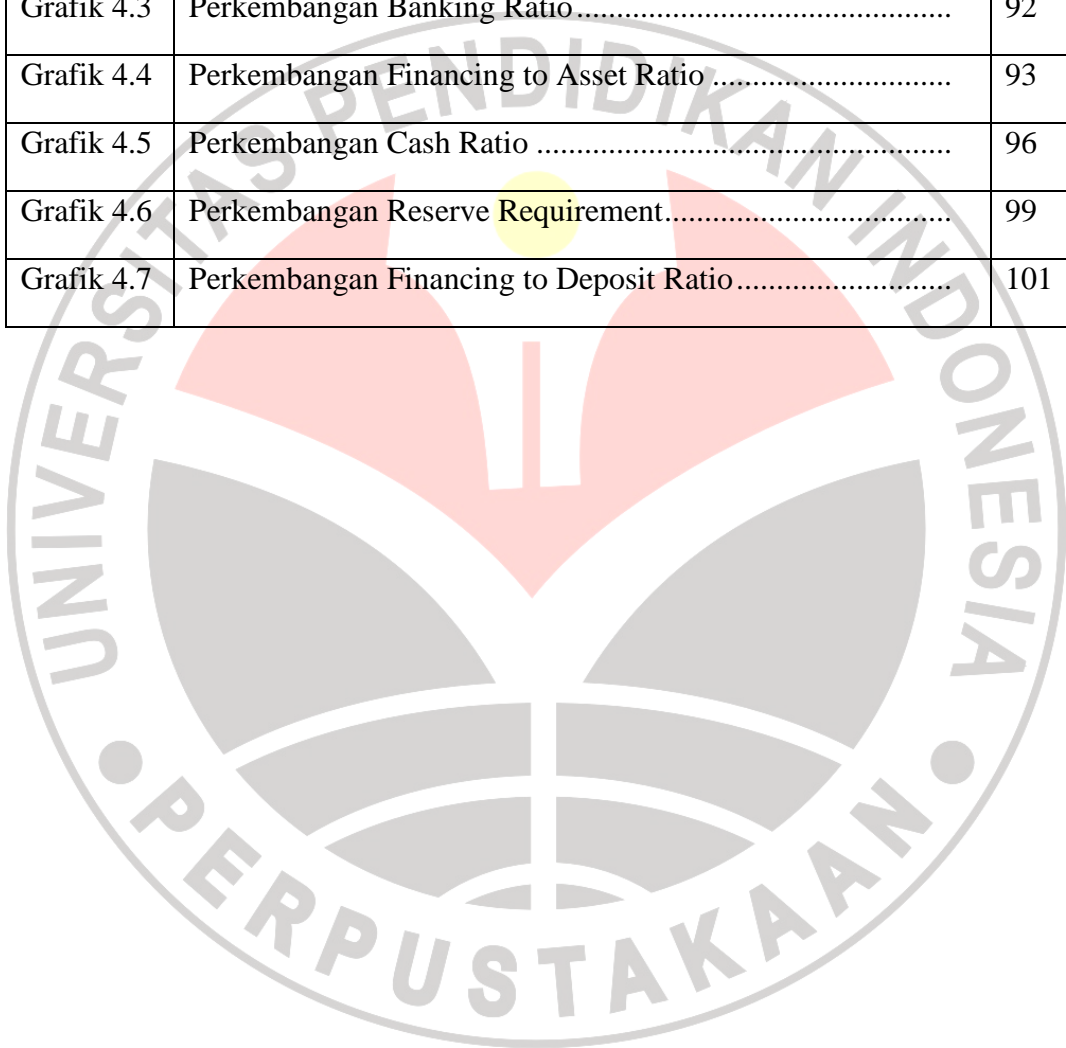 Grafik 4.3 Perkembangan Banking Ratio............................................... 92
Grafik 4.4 Perkembangan Financing to Asset Ratio .............................. 93
Grafik 4.5 Perkembangan Cash Ratio .................................................... 96
Grafik 4.6 Perkembangan Reserve Requirement.................................... 99
Grafik 4.7 Perkembangan Financing to Deposit Ratio........................... 101
UNIVERSITAS PENDIDIKAN INDONESIA
PERPUSTAKAAN